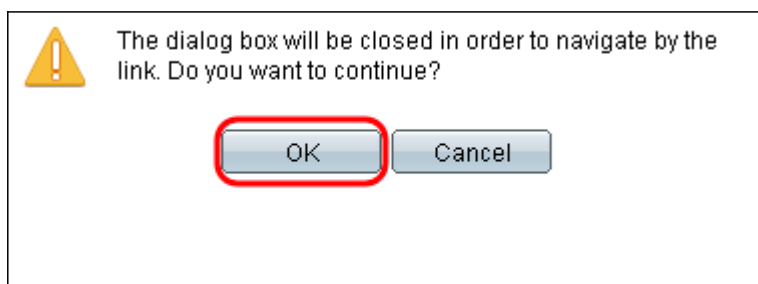 The dialog box will be closed in order to navigate by the
link. Do you want to continue?
OK
Cancel